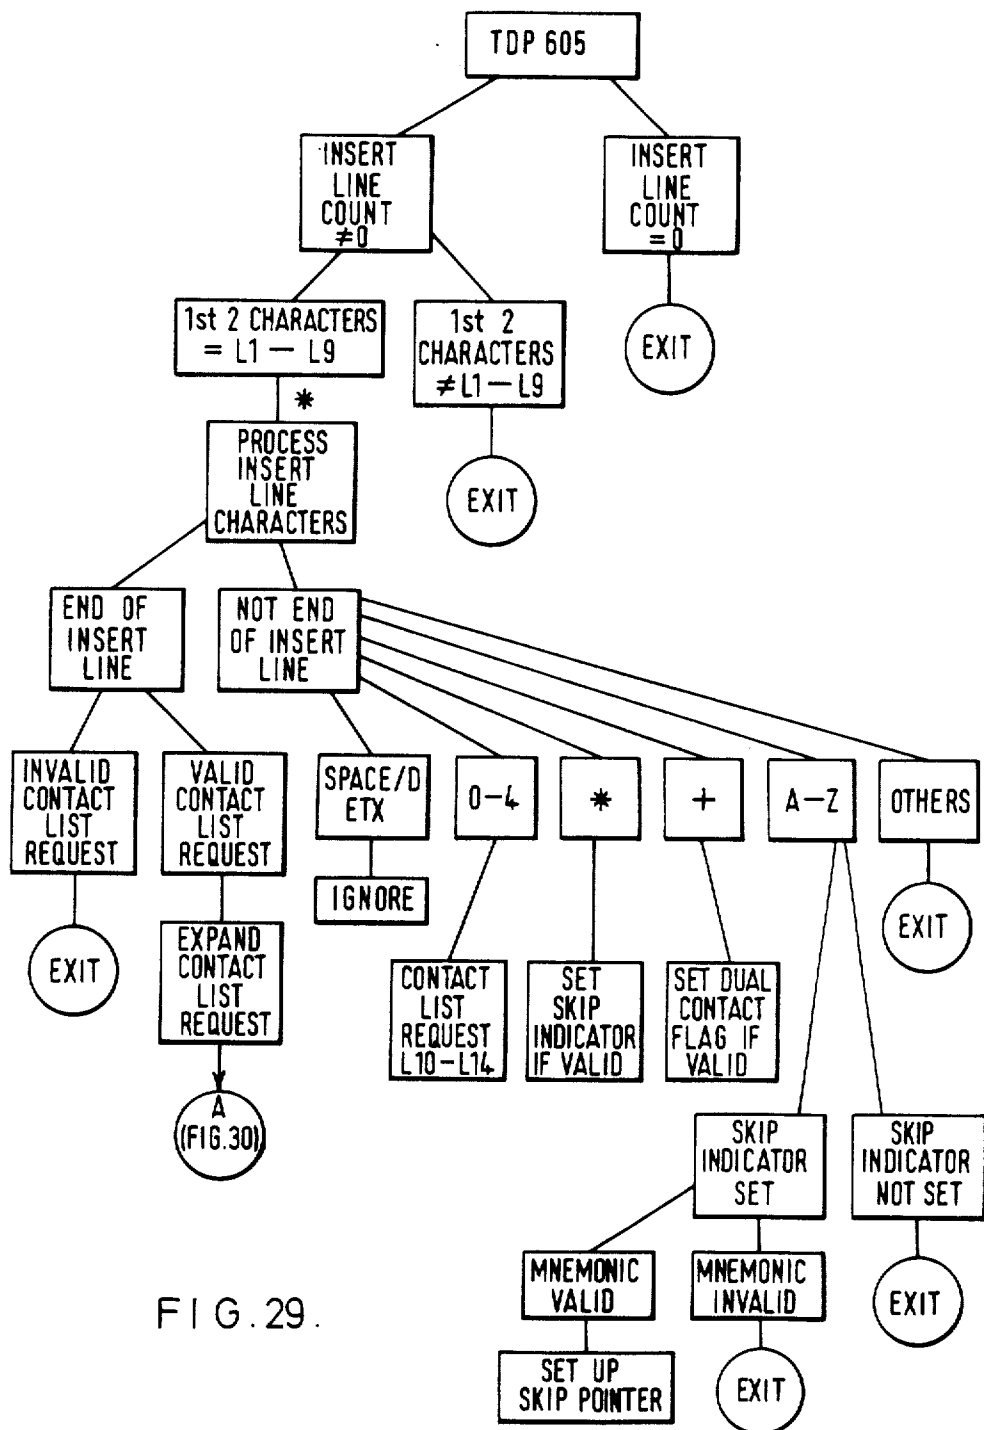 TDP 605
INSERT
LINE
COUNT
≠0
INSERT
LINE
COUNT
=0
1st 2 CHARACTERS
= L1 — L9
1st 2
CHARACTERS
≠ L1 — L9
EXIT
*
PROCESS
INSERT
LINE
CHARACTERS
EXIT
END OF
INSERT
LINE
NOT END
OF INSERT
LINE
INVALID
CONTACT
LIST
REQUEST
VALID
CONTACT
LIST
REQUEST
SPACE/D
ETX
0-4
*
+
A-Z
OTHERS
IGNORE
EXIT
EXPAND
CONTACT
LIST
REQUEST
CONTACT
LIST
REQUEST
L10-L14
SET
SKIP
INDICATOR
IF VALID
SET DUAL
CONTACT
FLAG IF
VALID
EXIT
A
(FIG.30)
SKIP
INDICATOR
SET
SKIP
INDICATOR
NOT SET
MNEMONIC
VALID
MNEMONIC
INVALID
EXIT
SET UP
SKIP POINTER
EXIT
FIG.29.